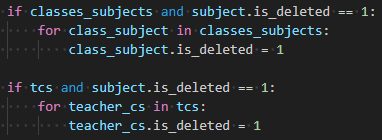 if classes_subjects and subject.is_deleted == 1:
    for class_subject in classes_subjects:
        class_subject.is_deleted = 1

if tcs and subject.is_deleted == 1:
    for teacher_cs in tcs:
        teacher_cs.is_deleted = 1